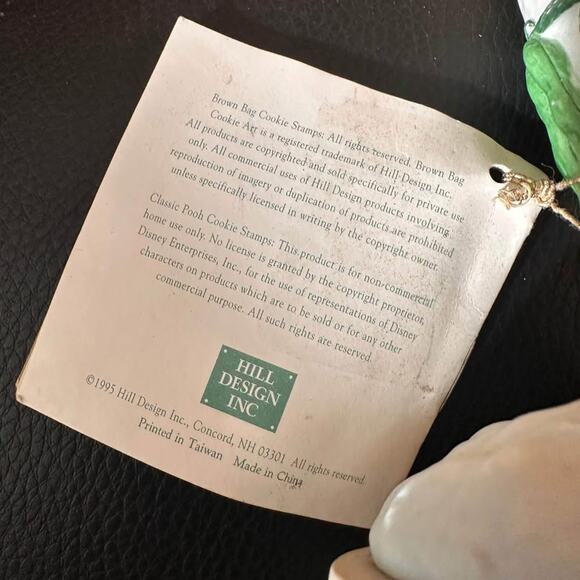 Brown Bag Cookie Stamps: All rights reserved. Brown Bag
Cookie Art is a registered trademark of Hill Design Inc.
All products are copyrighted and sold specifically for private use
only. All commercial uses of Hill Design products involving
reproduction of imagery or duplication of products are prohibited
unless specifically licensed in writing by the copyright owner.
Classic Pooh Cookie Stamps: This product is for non-commercial
home use only. No license is granted by the copyright proprietor,
Disney Enterprises, Inc., for the use of representations of Disney
characters on products which are to be sold or for any other
commercial purpose. All such rights are reserved.
HILL
DESIGN
INC
©1995 Hill Design Inc., Concord, NH 03301 All rights reserved.
Printed in Taiwan Made in China